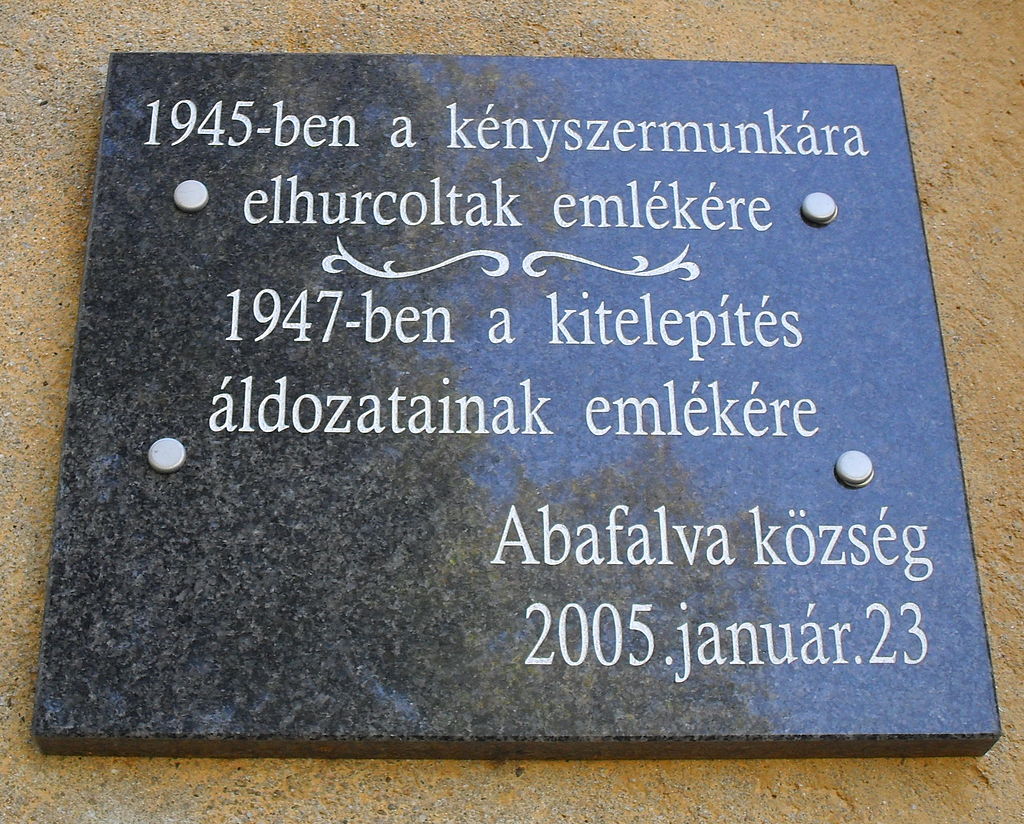 1945-ben a kényszermunkára
elhurcoltak emlékére
1947-ben a kitelepítés
áldozatainak emlékére
Abafalva község
2005.január.23